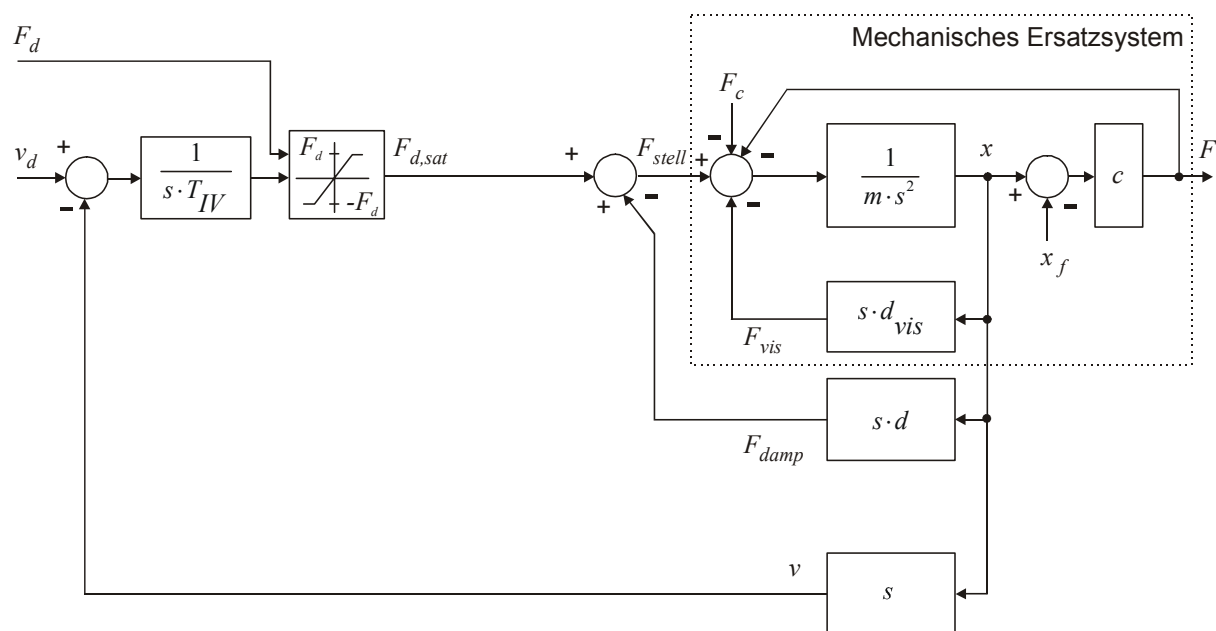 Mechanisches Ersatzsystem
F_d
F_c
v_d
+
−
1 / (s · T_IV)
F_d
-F_d
F_d,sat
+
−
+
F_stell
+
−
−
−
1 / (m · s²)
x
+
−
x_f
c
F
s · d_vis
F_vis
s · d
F_damp
v
s